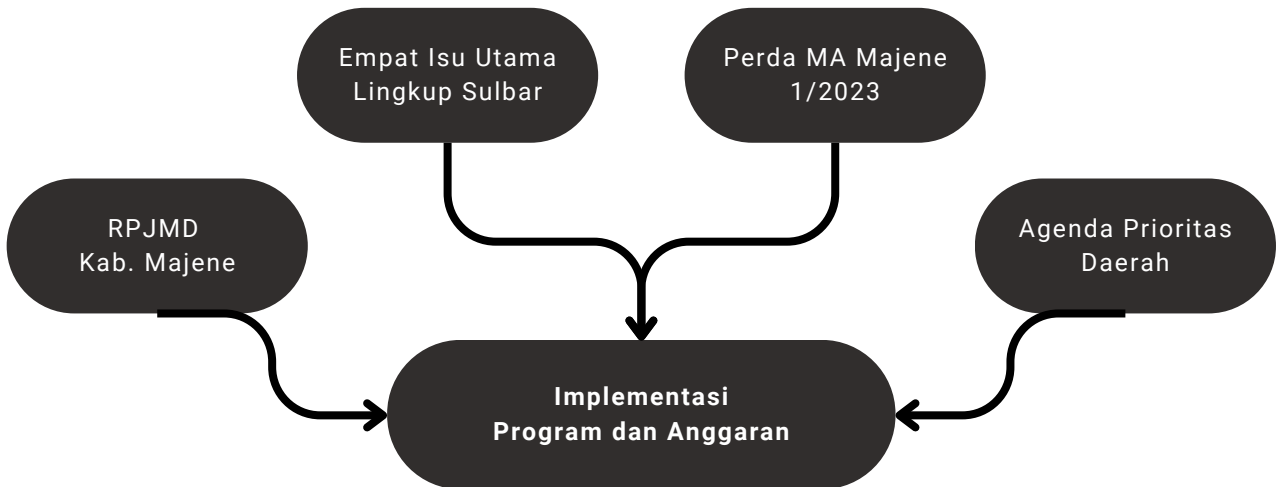 Empat Isu Utama
Lingkup Sulbar
Perda MA Majene
1/2023
RPJMD
Kab. Majene
Agenda Prioritas
Daerah
Implementasi
Program dan Anggaran